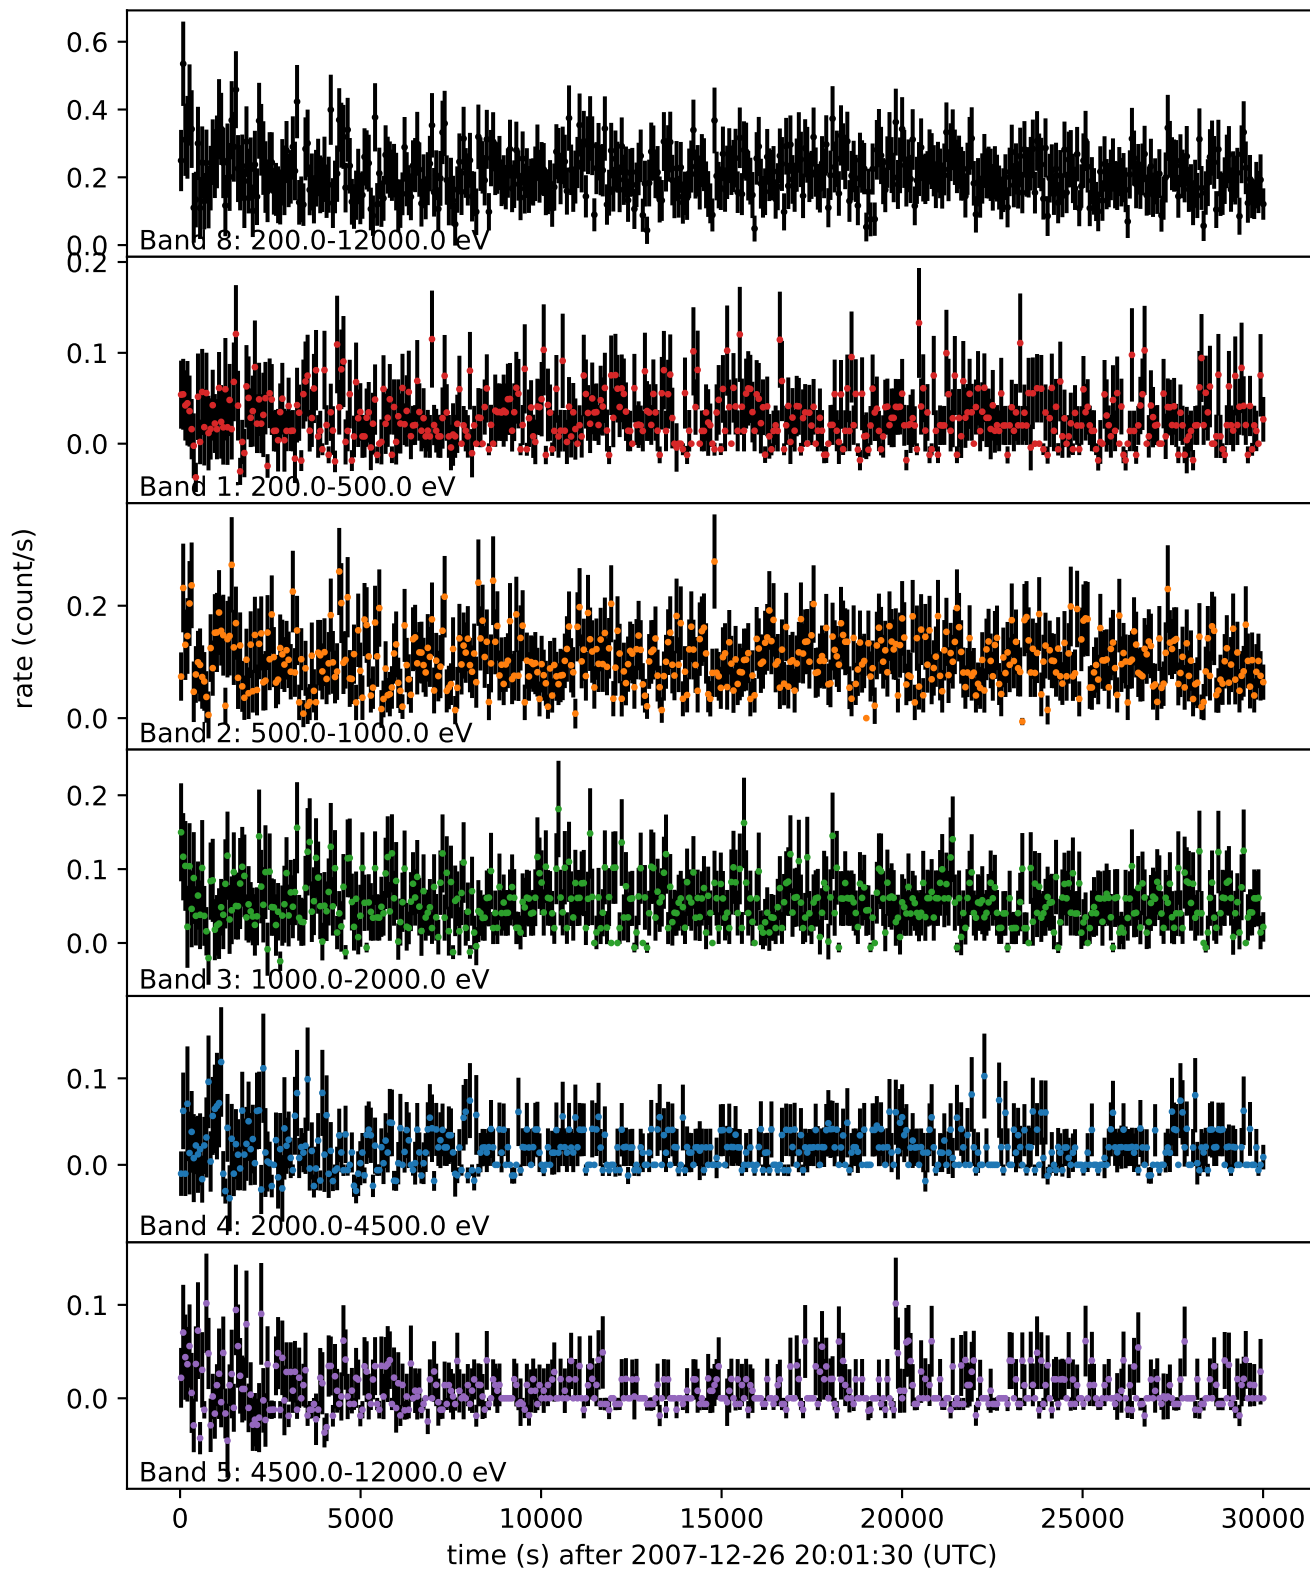 0.6
0.4
0.2
0.0
Band 8: 200.0-12000.0 eV
0.2
0.1
0.0
Band 1: 200.0-500.0 eV
0.2
0.0
Band 2: 500.0-1000.0 eV
rate (count/s)
0.2
0.1
0.0
Band 3: 1000.0-2000.0 eV
0.1
0.0
Band 4: 2000.0-4500.0 eV
0.1
0.0
Band 5: 4500.0-12000.0 eV
0 5000 10000 15000 20000 25000 30000
time (s) after 2007-12-26 20:01:30 (UTC)